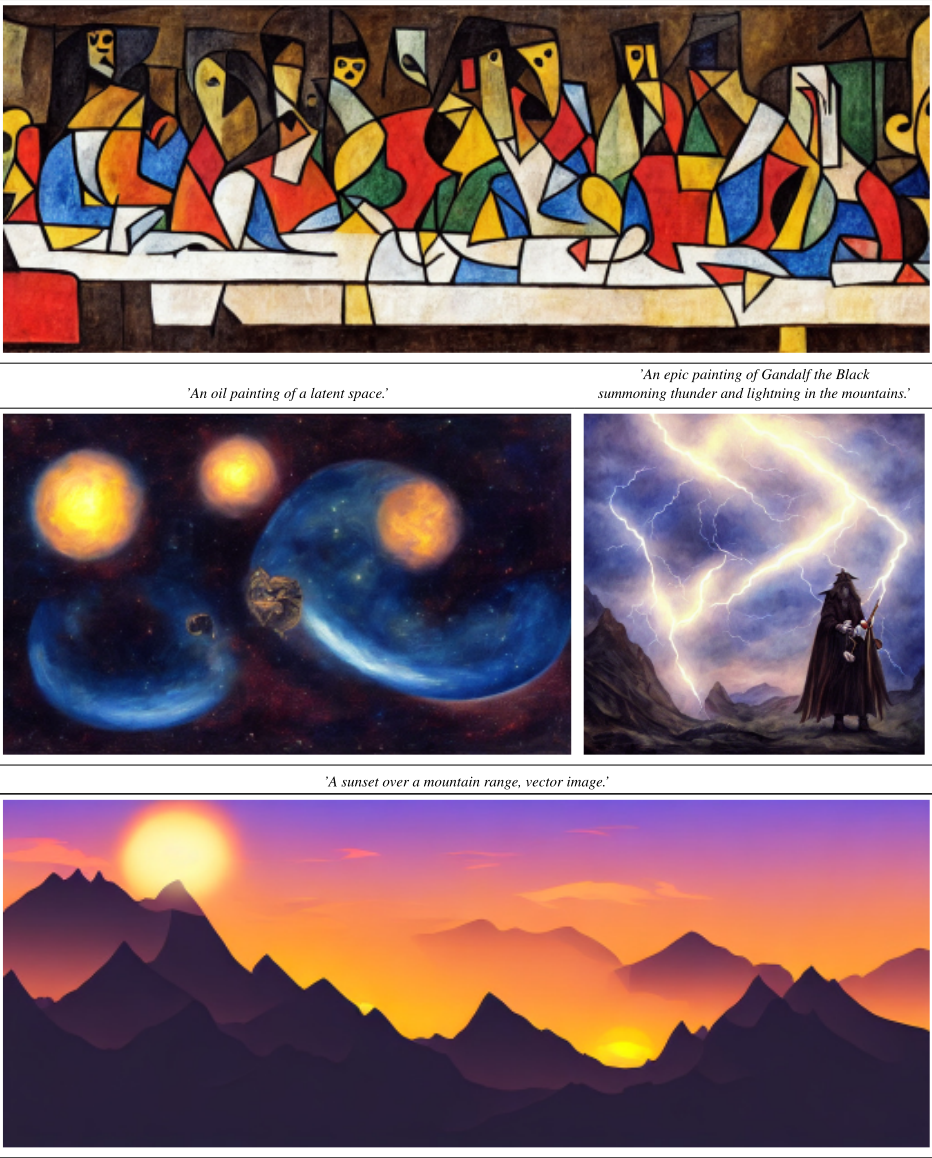 'An oil painting of a latent space.'
'An epic painting of Gandalf the Black
summoning thunder and lightning in the mountains.'
'A sunset over a mountain range, vector image.'